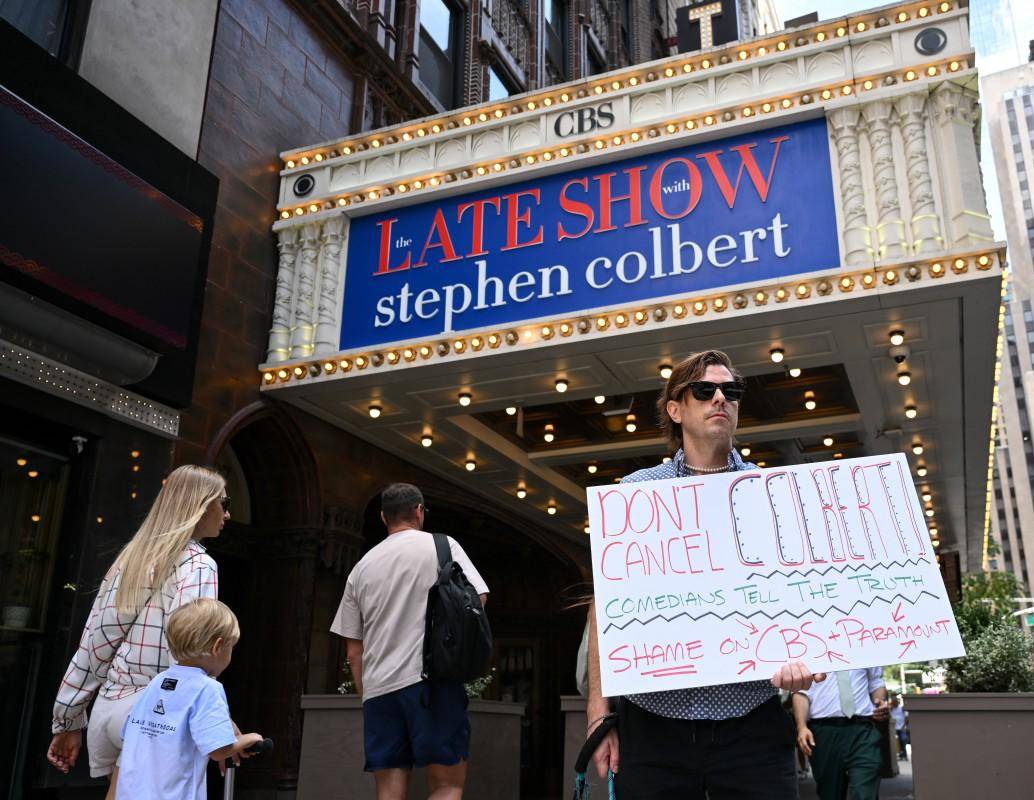 T
CBS
the LATE SHOW with
stephen colbert
DON'T
CANCEL COLBERT!
COMEDIANS TELL THE TRUTH
SHAME ON CBS + PARAMOUNT